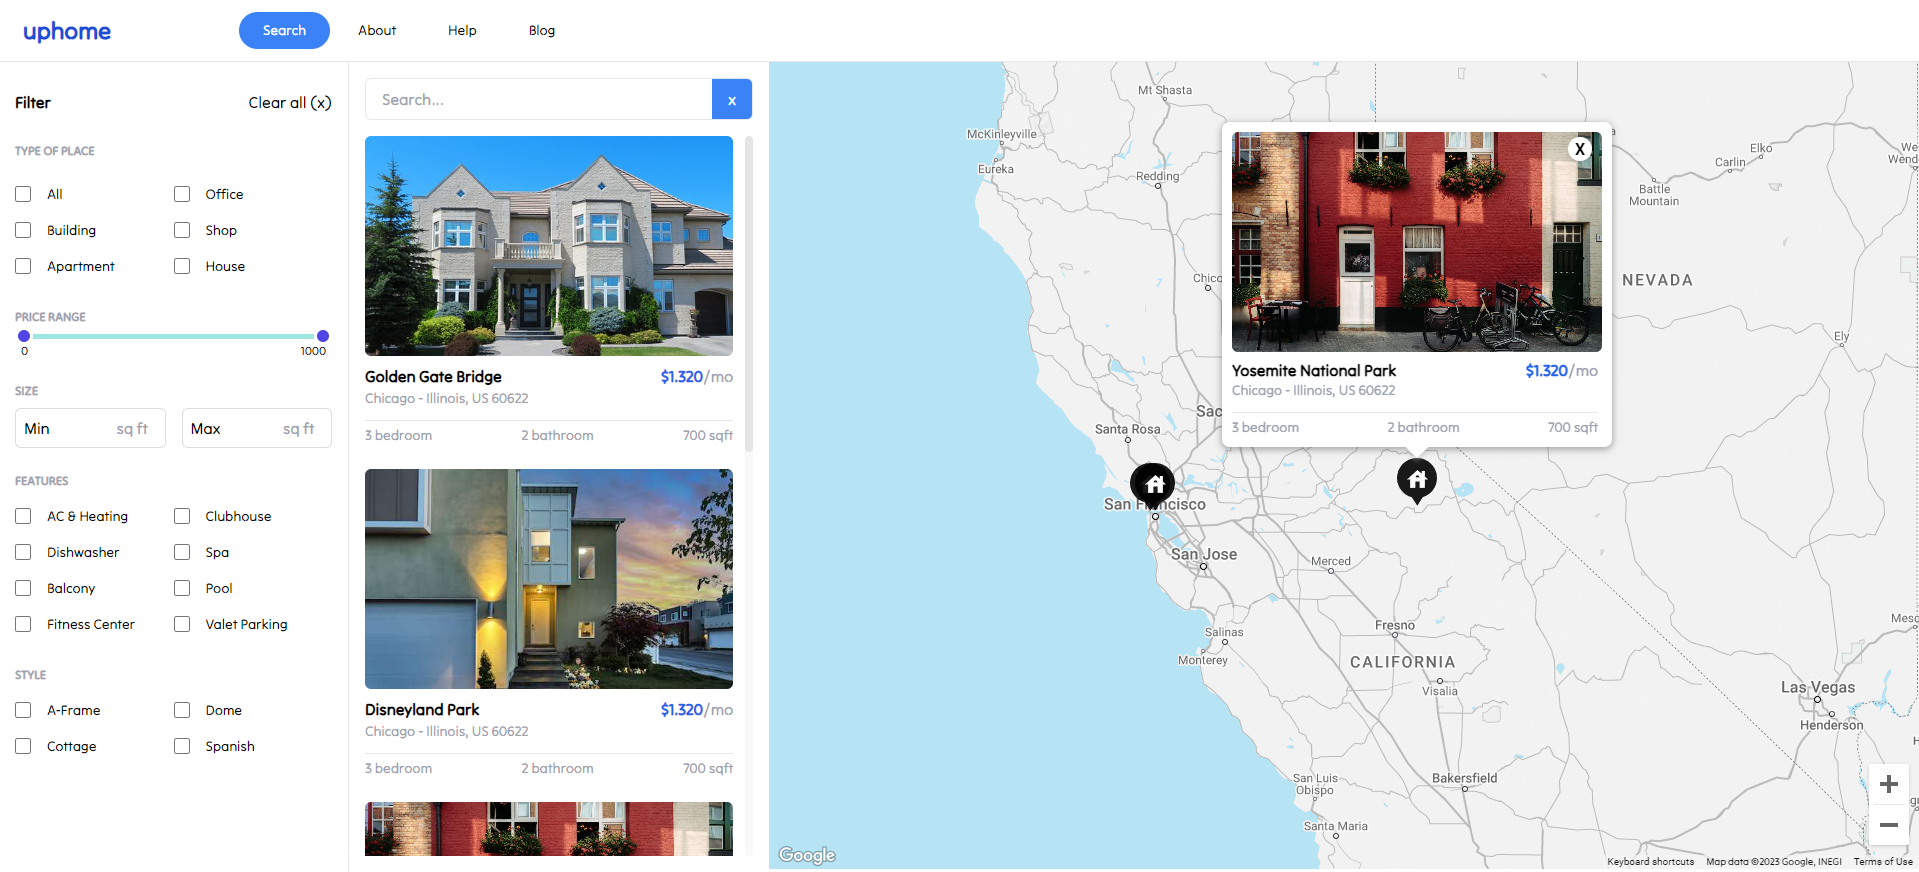 uphome
Search
About
Help
Blog
Filter
Clear all (x)
TYPE OF PLACE
All
Office
Building
Shop
Apartment
House
PRICE RANGE
0
1000
SIZE
Min
sq ft
Max
sq ft
FEATURES
AC & Heating
Clubhouse
Dishwasher
Spa
Balcony
Pool
Fitness Center
Valet Parking
STYLE
A-Frame
Dome
Cottage
Spanish
Search...
x
Golden Gate Bridge
$1.320/mo
Chicago - Illinois, US 60622
3 bedroom
2 bathroom
700 sqft
Disneyland Park
$1.320/mo
Chicago - Illinois, US 60622
3 bedroom
2 bathroom
700 sqft
Mt Shasta
McKinleyville
Eureka
Redding
Elko
Carlin
Battle
Mountain
X
Yosemite National Park
$1.320/mo
Chicago - Illinois, US 60622
3 bedroom
2 bathroom
700 sqft
NEVADA
Ely
Santa Rosa
San Francisco
San Jose
Merced
Salinas
Monterey
Fresno
CALIFORNIA
Visalia
Las Vegas
Henderson
San Luis
Obispo
Bakersfield
Santa Maria
+
−
Google
Keyboard shortcuts
Map data ©2023 Google, INEGI
Terms of Use